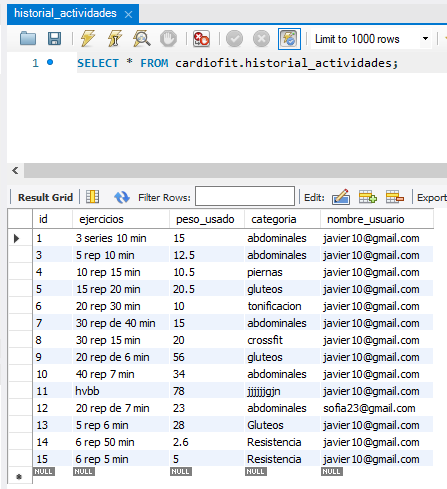 historial_actividades
Limit to 1000 rows
1 SELECT * FROM cardiofit.historial_actividades;
Result Grid Filter Rows: Edit: Export
id ejercicios peso_usado categoria nombre_usuario
1 3 series 10 min 15 abdominales javier10@gmail.com
3 5 rep 10 min 12.5 abdominales javier10@gmail.com
4 10 rep 15 min 10.5 piernas javier10@gmail.com
5 15 rep 20 min 20.5 gluteos javier10@gmail.com
6 20 rep 30 min 10 tonificacion javier10@gmail.com
7 30 rep de 40 min 15 abdominales javier10@gmail.com
8 30 rep 15 min 20 crossfit javier10@gmail.com
9 20 rep de 6 min 56 gluteos javier10@gmail.com
10 40 rep 7 min 34 abdominales javier10@gmail.com
11 hvbb 78 jjjjjjgjn javier10@gmail.com
12 20 rep de 7 min 23 abdominales sofia23@gmail.com
13 5 rep 6 min 28 Gluteos javier10@gmail.com
14 6 rep 50 min 2.6 Resistencia javier10@gmail.com
15 6 rep 5 min 5 Resistencia javier10@gmail.com
NULL NULL NULL NULL NULL